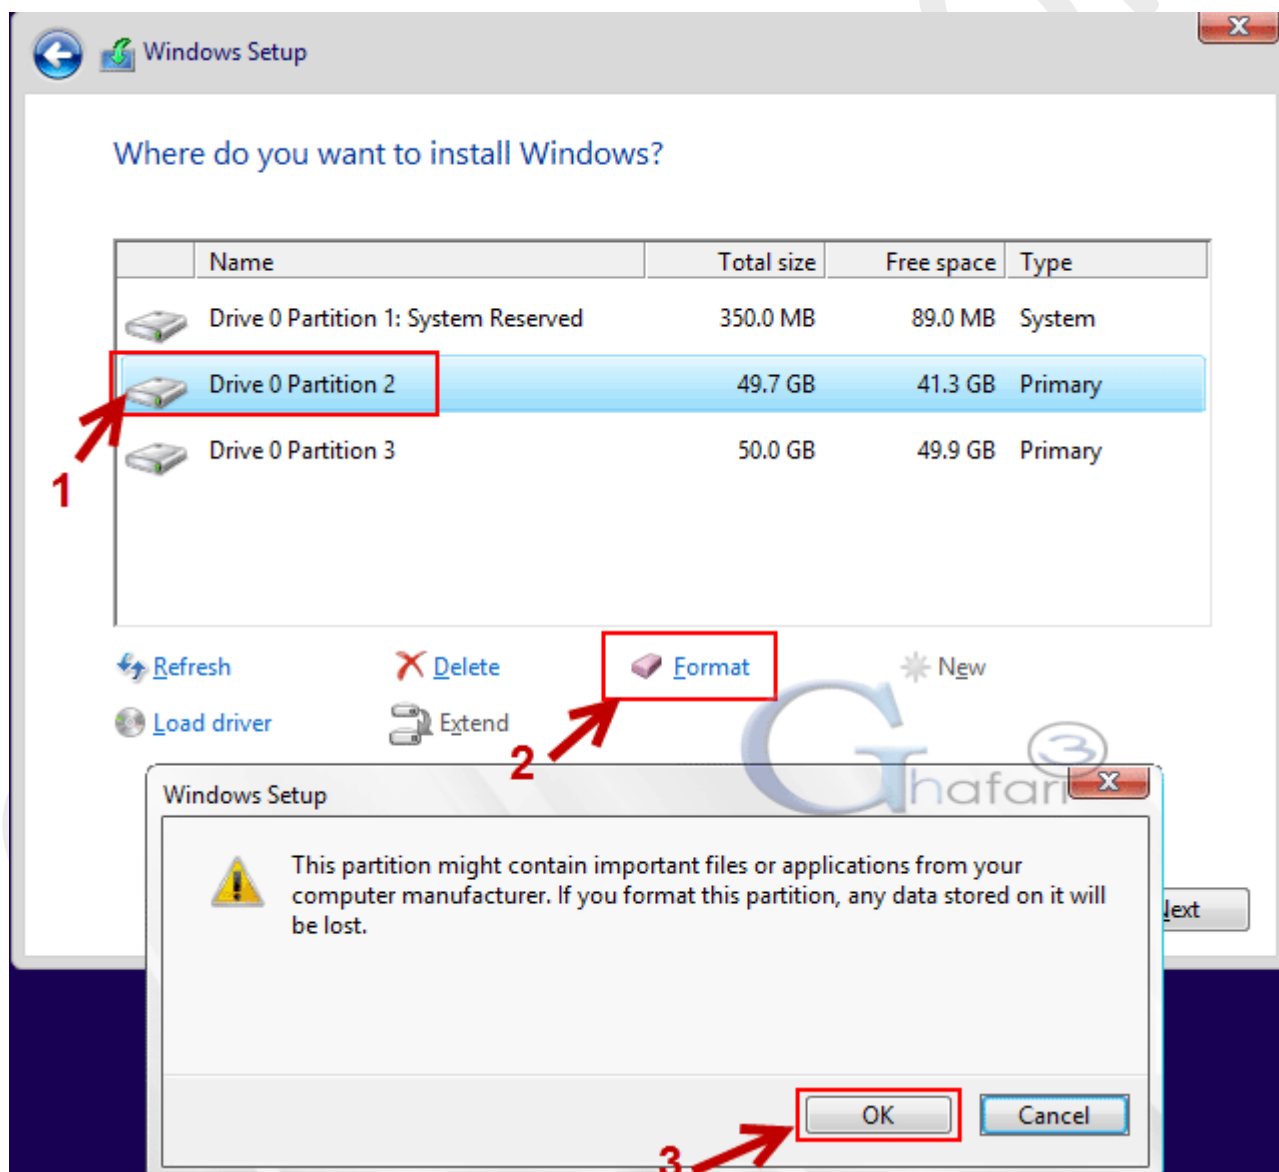 Windows Setup
Where do you want to install Windows?
Name Total size Free space Type
Drive 0 Partition 1: System Reserved 350.0 MB 89.0 MB System
Drive 0 Partition 2 49.7 GB 41.3 GB Primary
1
Drive 0 Partition 3 50.0 GB 49.9 GB Primary
Refresh Delete Format New
Load driver Extend
2
Ghafari3
Windows Setup
This partition might contain important files or applications from your
computer manufacturer. If you format this partition, any data stored on it will
be lost.
OK Cancel
3